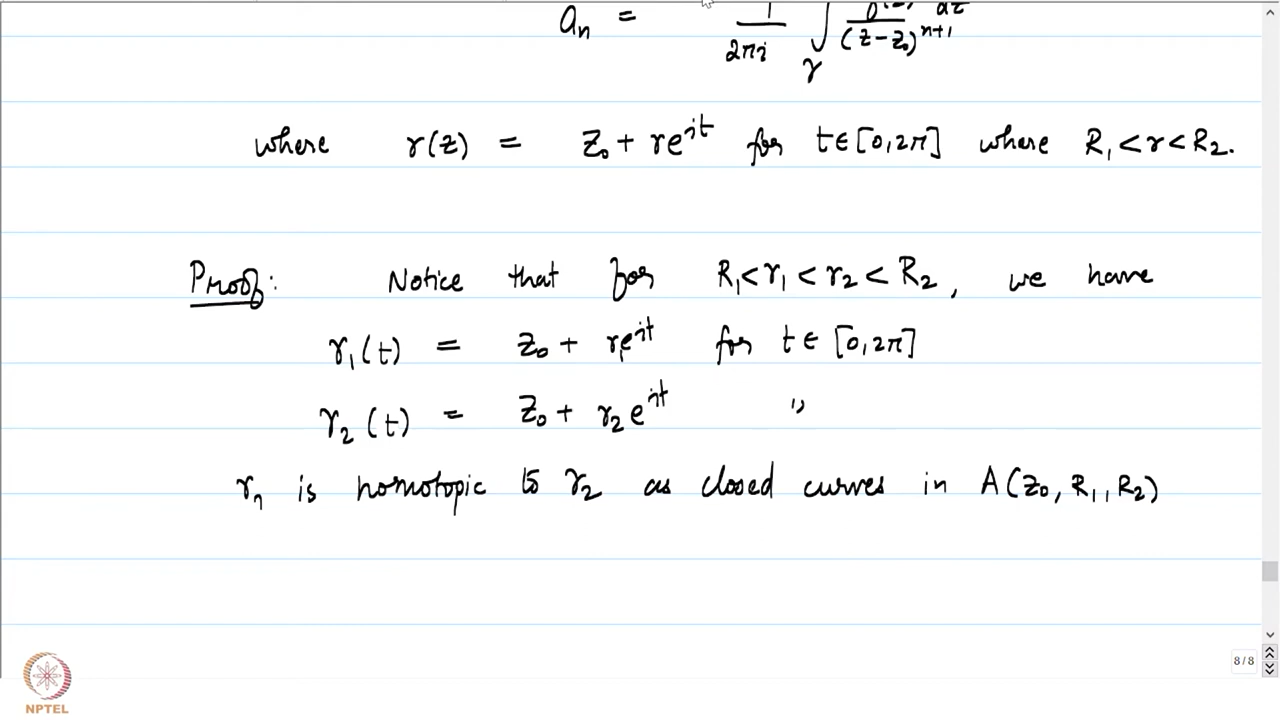 aₙ = 1/2πi ∫_γ dz/(z-z₀)ⁿ⁺¹
where γ(z) = z₀ + re^{it} for t∈[0,2π] where R₁<r<R₂.
Proof: Notice that for R₁<r₁<r₂<R₂, we have
γ₁(t) = z₀ + r₁e^{it} for t∈[0,2π]
γ₂(t) = z₀ + r₂e^{it} "
γ₁ is homotopic to γ₂ as closed curves in A(z₀,R₁,R₂)
8/8
NPTEL